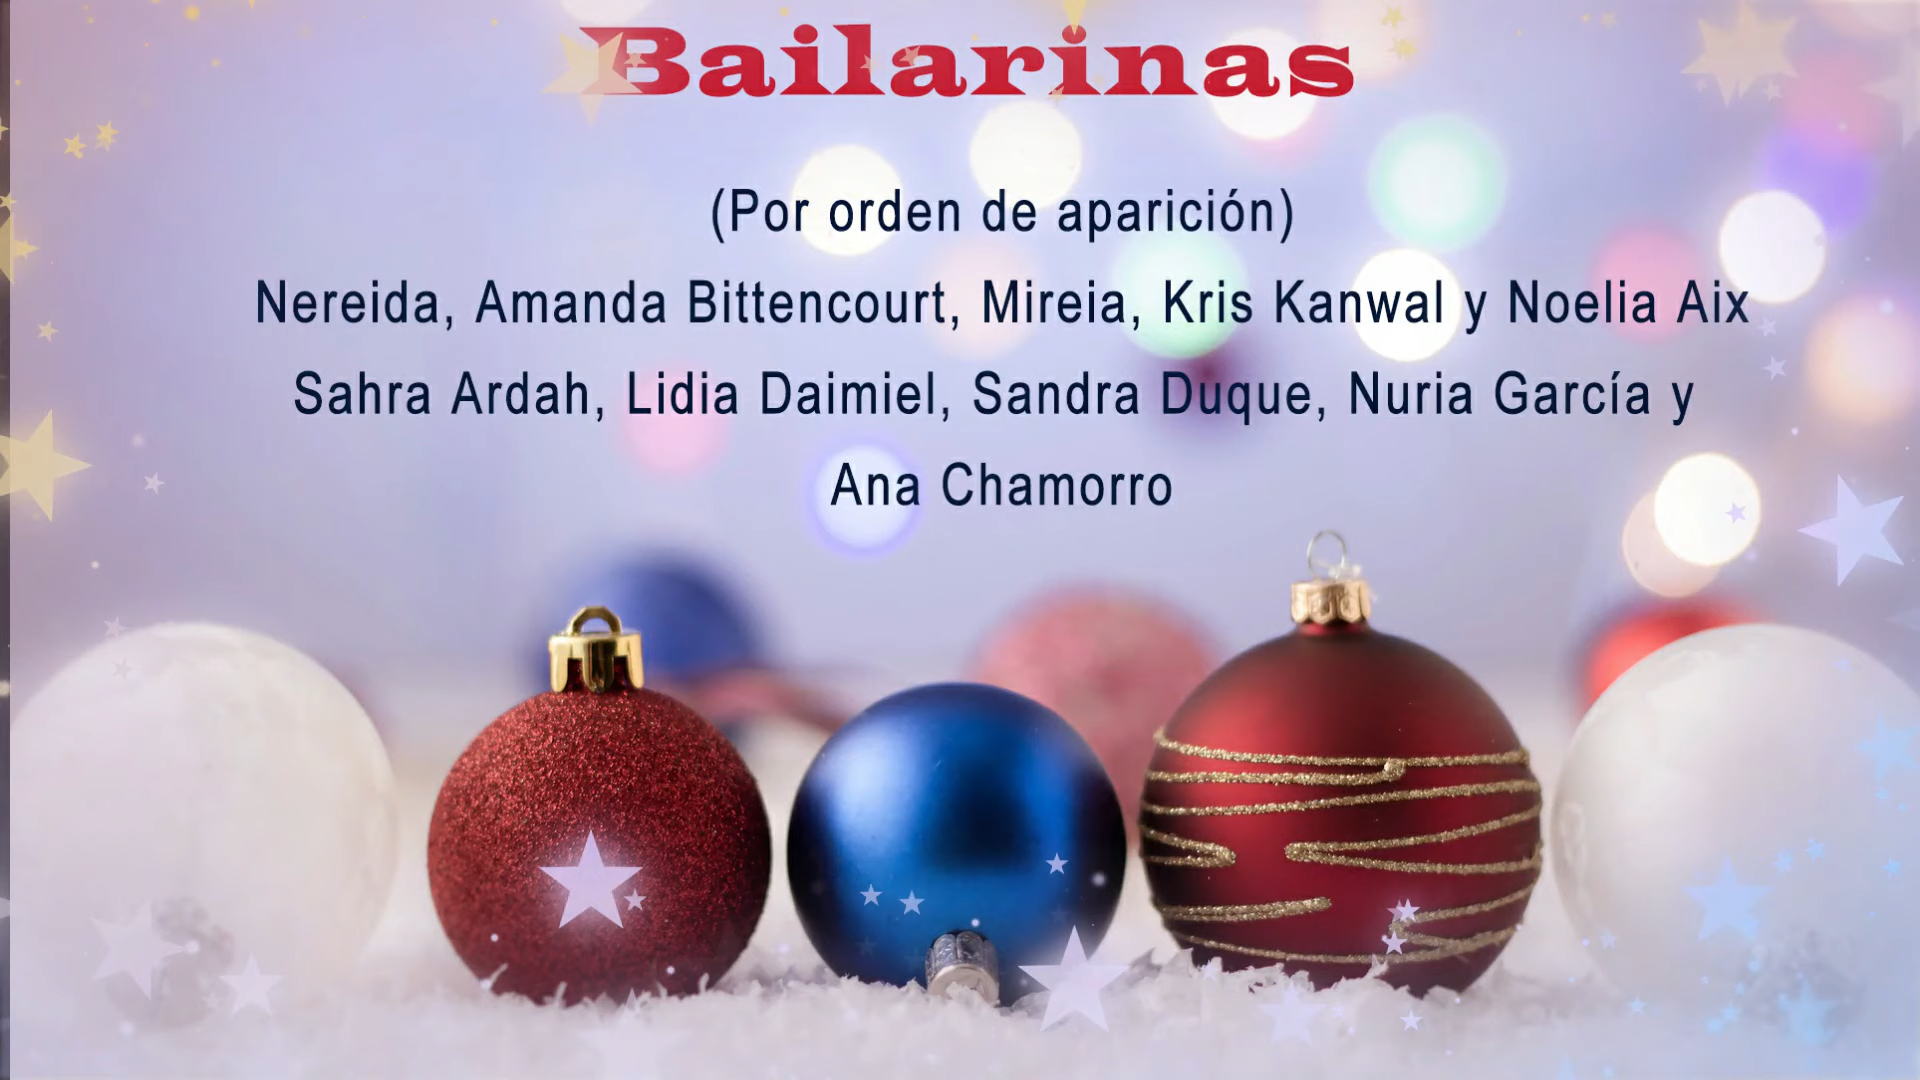 Bailarinas
(Por orden de aparición)
Nereida, Amanda Bittencourt, Mireia, Kris Kanwal y Noelia Aix
Sahra Ardah, Lidia Daimiel, Sandra Duque, Nuria García y
Ana Chamorro